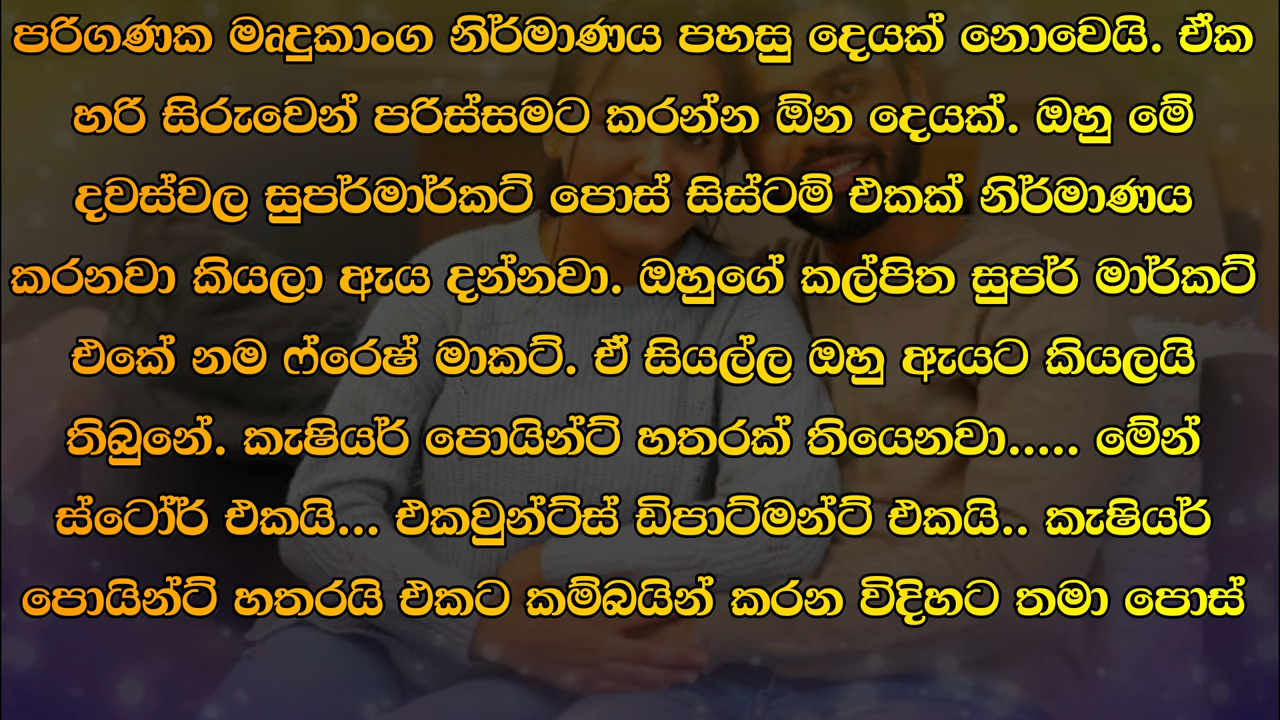 පරිගණක මෘදුකාංග නිර්මාණය පහසු දෙයක් නොවෙයි. ඒක
හරි සිරුවෙන් පරිස්සමට කරන්න ඕන දෙයක්. ඔහු මේ
දවස්වල සුපර්මාර්කට් පොස් සිස්ටම් එකක් නිර්මාණය
කරනවා කියලා ඇය දන්නවා. ඔහුගේ කල්පිත සුපර් මාර්කට්
එකේ නම ෆ්රෙෂ් මාකට්. ඒ සියල්ල ඔහු ඇයට කියලයි
තිබුනේ. කැෂියර් පොයින්ට් හතරක් තියෙනවා..... මේන්
ස්ටෝර් එකයි... එකවුන්ට්ස් ඩිපාට්මන්ට් එකයි.. කැෂියර්
පොයින්ට් හතරයි එකට කම්බයින් කරන විදිහට තමා පොස්